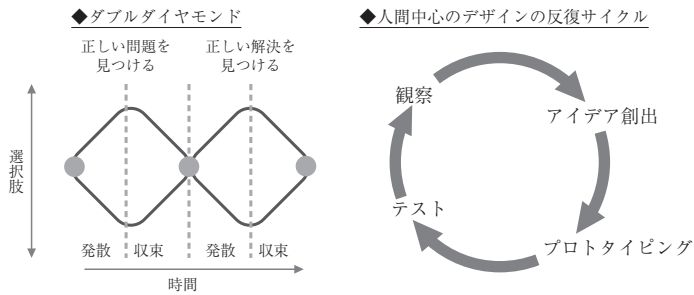 ◆ダブルダイヤモンド
正しい問題を
見つける
正しい解決を
見つける
選択肢
発散
収束
発散
収束
時間
◆人間中心のデザインの反復サイクル
観察
アイデア創出
プロトタイピング
テスト